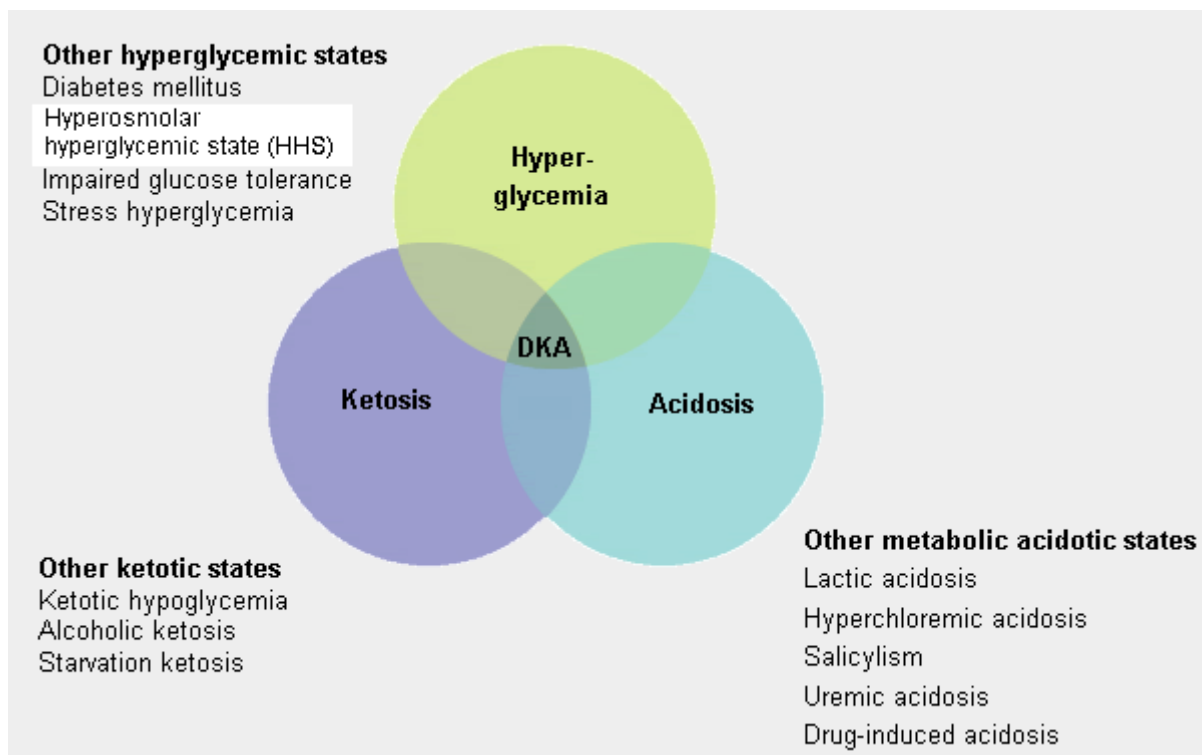 Other hyperglycemic states
Diabetes mellitus
Hyperosmolar
hyperglycemic state (HHS)
Impaired glucose tolerance
Stress hyperglycemia
Hyper-
glycemia
DKA
Ketosis
Acidosis
Other ketotic states
Ketotic hypoglycemia
Alcoholic ketosis
Starvation ketosis
Other metabolic acidotic states
Lactic acidosis
Hyperchloremic acidosis
Salicylism
Uremic acidosis
Drug-induced acidosis